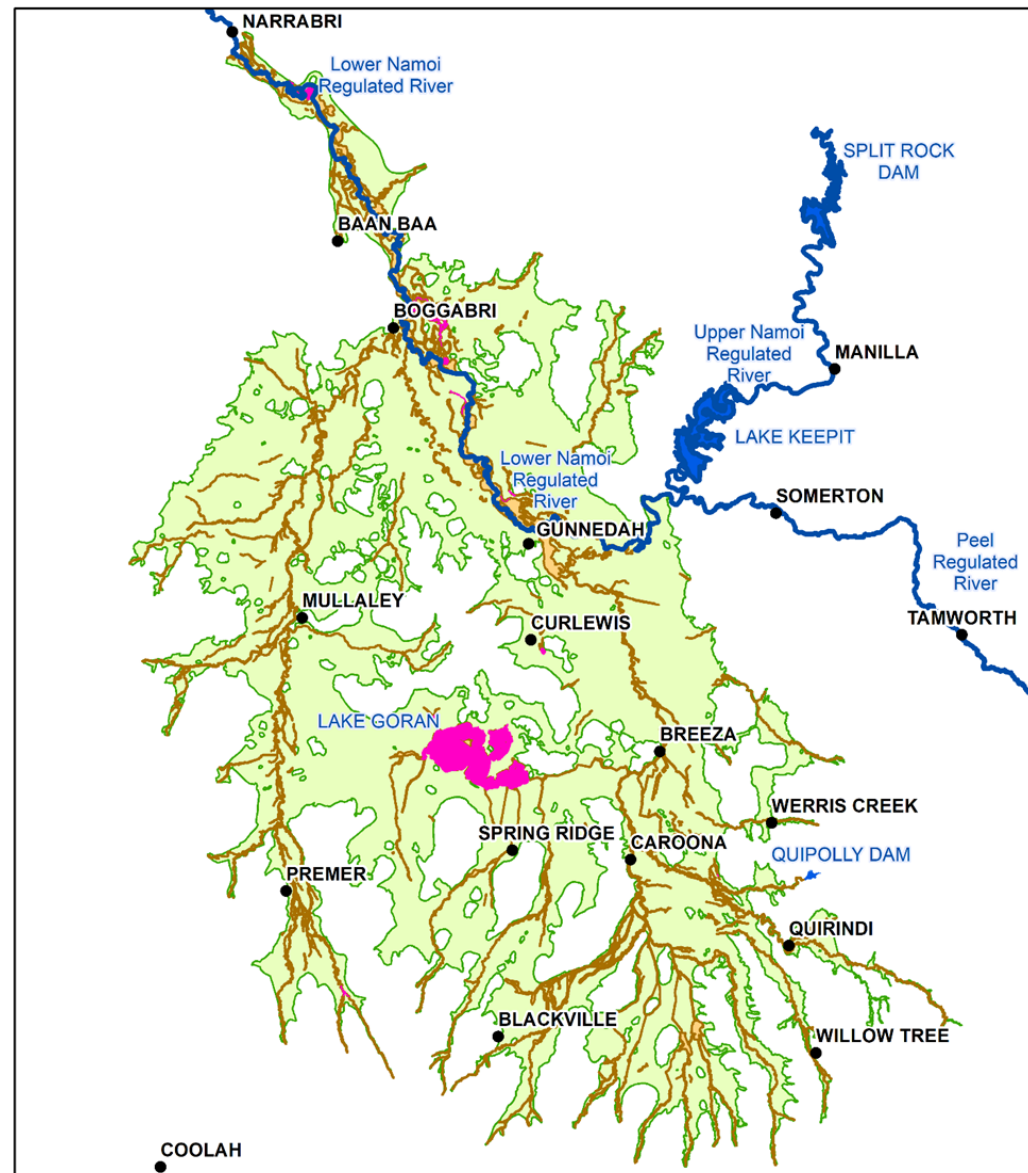 NARRABRI
Lower Namoi
Regulated River
SPLIT ROCK
DAM
BAAN BAA
BOGGABRI
Upper Namoi
Regulated
River
MANILLA
LAKE KEEPIT
Lower Namoi
Regulated
River
SOMERTON
GUNNEDAH
Peel
Regulated
River
MULLALEY
CURLEWIS
TAMWORTH
LAKE GORAN
BREEZA
WERRIS CREEK
SPRING RIDGE
CAROONA
QUIPOLLY DAM
PREMER
QUIRINDI
BLACKVILLE
WILLOW TREE
COOLAH